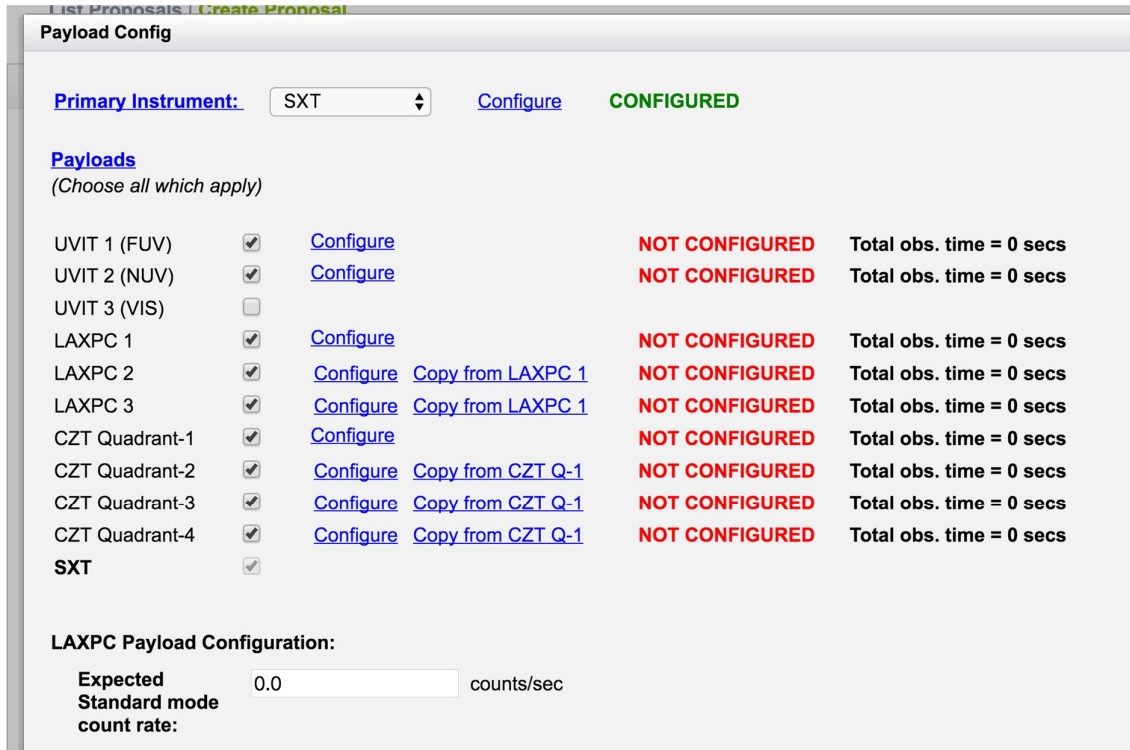 List Proposals | Create Proposal
Payload Config
Primary Instrument: SXT Configure CONFIGURED
Payloads
(Choose all which apply)
UVIT 1 (FUV) Configure NOT CONFIGURED Total obs. time = 0 secs
UVIT 2 (NUV) Configure NOT CONFIGURED Total obs. time = 0 secs
UVIT 3 (VIS)
LAXPC 1 Configure NOT CONFIGURED Total obs. time = 0 secs
LAXPC 2 Configure Copy from LAXPC 1 NOT CONFIGURED Total obs. time = 0 secs
LAXPC 3 Configure Copy from LAXPC 1 NOT CONFIGURED Total obs. time = 0 secs
CZT Quadrant-1 Configure NOT CONFIGURED Total obs. time = 0 secs
CZT Quadrant-2 Configure Copy from CZT Q-1 NOT CONFIGURED Total obs. time = 0 secs
CZT Quadrant-3 Configure Copy from CZT Q-1 NOT CONFIGURED Total obs. time = 0 secs
CZT Quadrant-4 Configure Copy from CZT Q-1 NOT CONFIGURED Total obs. time = 0 secs
SXT
LAXPC Payload Configuration:
Expected 0.0 counts/sec
Standard mode
count rate: